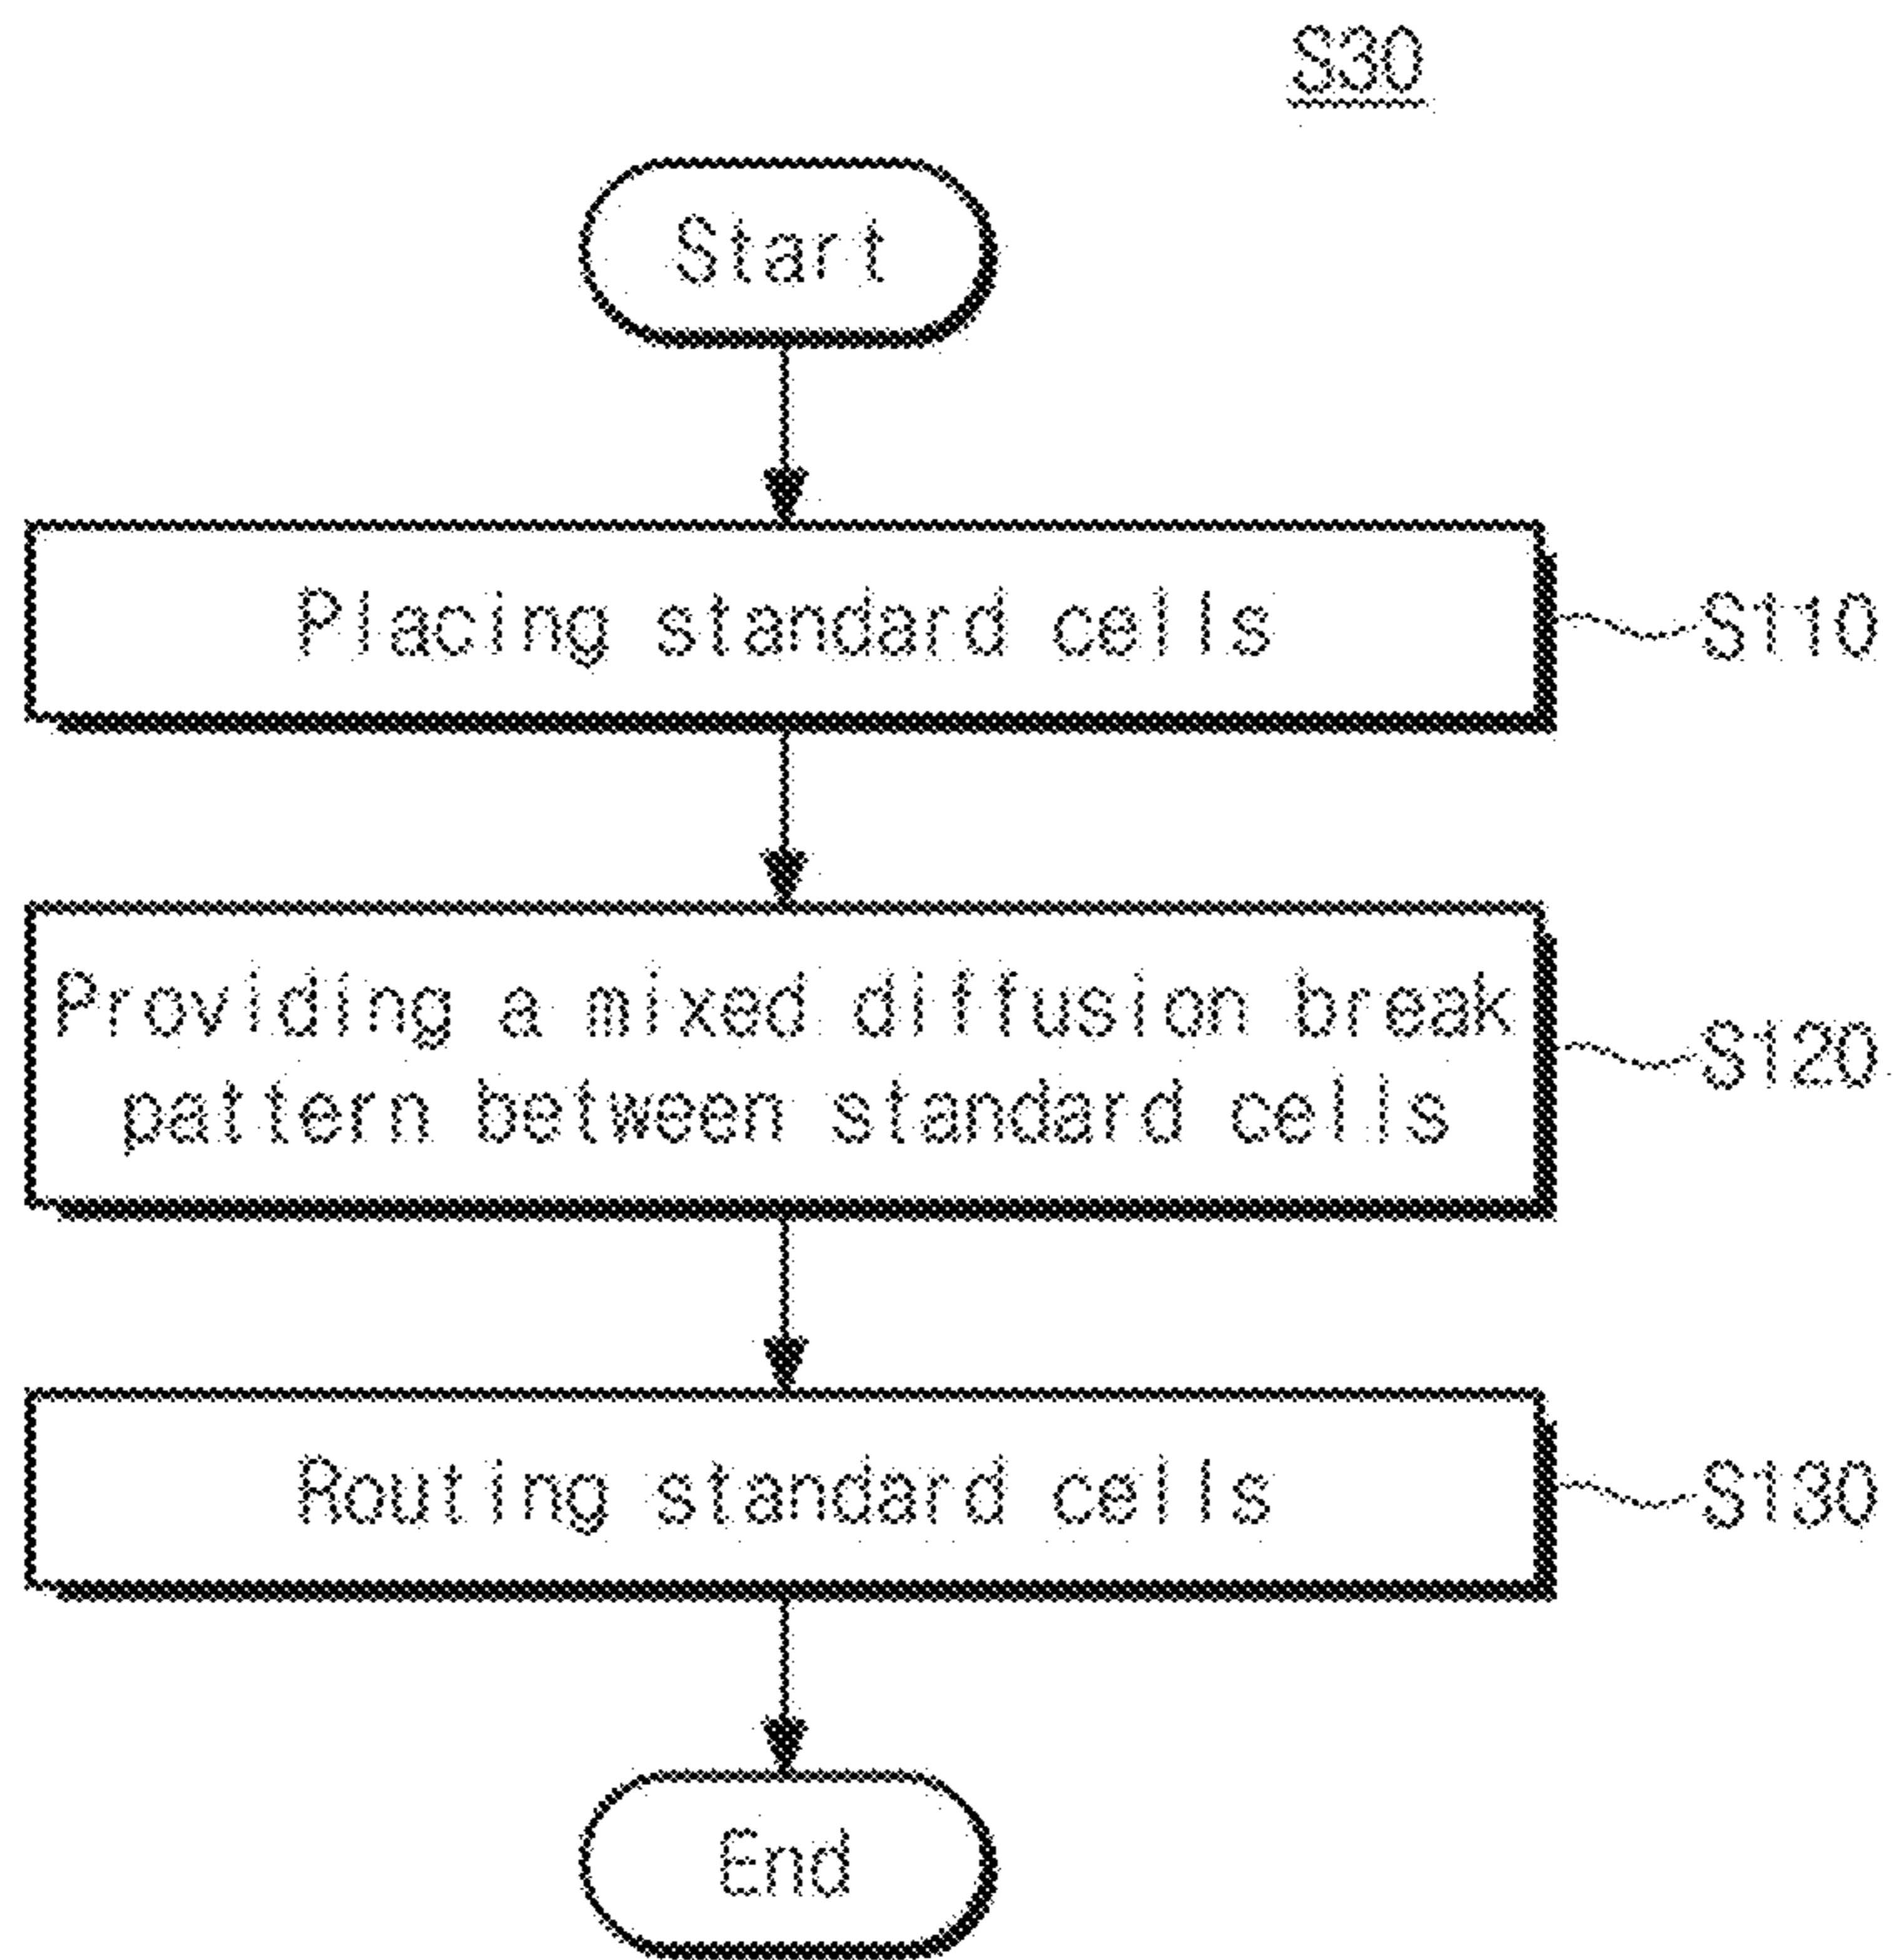 S30
Start
Placing standard cells
S110
Providing a mixed diffusion break
pattern between standard cells
S120
Routing standard cells
S130
End